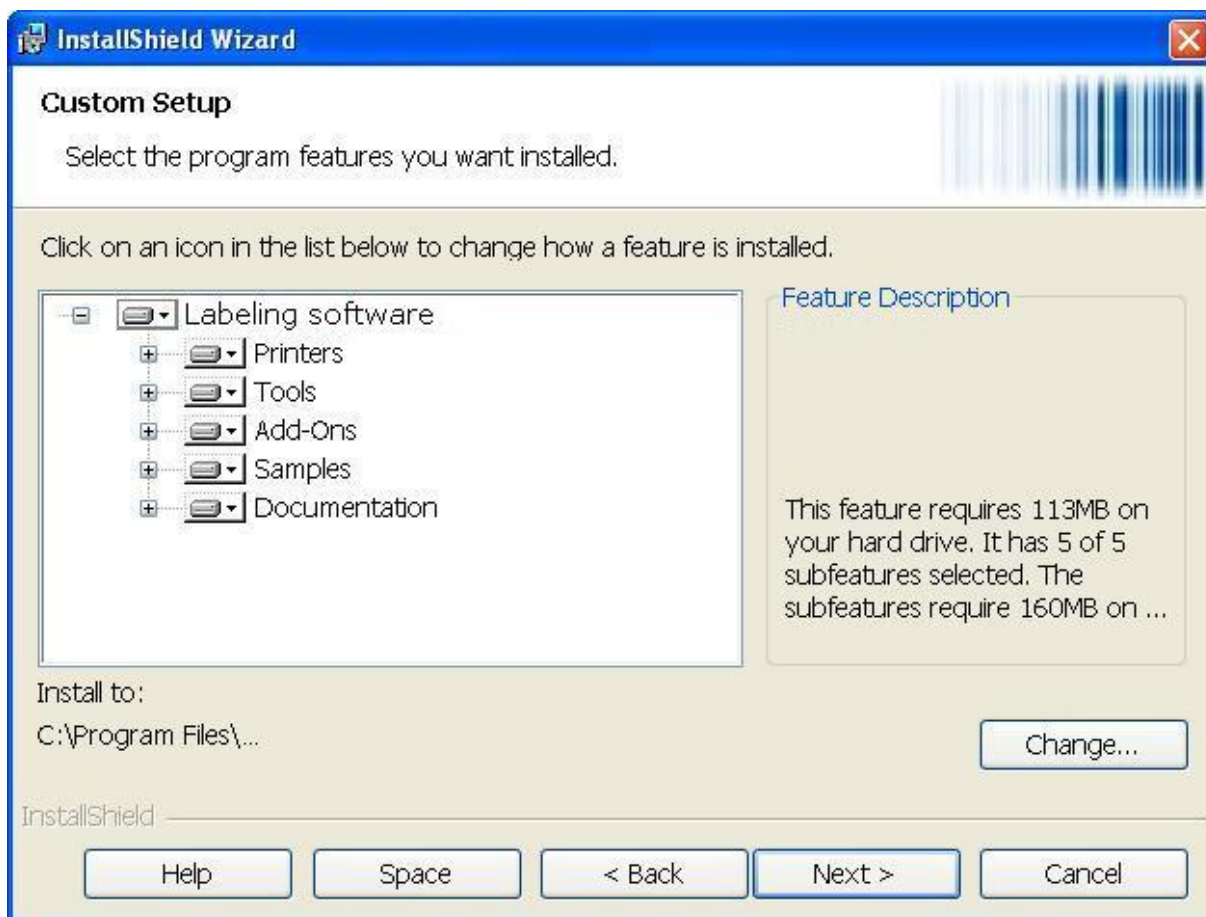 InstallShield Wizard
Custom Setup
Select the program features you want installed.
Click on an icon in the list below to change how a feature is installed.
Labeling software
Printers
Tools
Add-Ons
Samples
Documentation
Feature Description
This feature requires 113MB on
your hard drive. It has 5 of 5
subfeatures selected. The
subfeatures require 160MB on ...
Install to:
C:\Program Files\...
Change...
InstallShield
Help
Space
< Back
Next >
Cancel